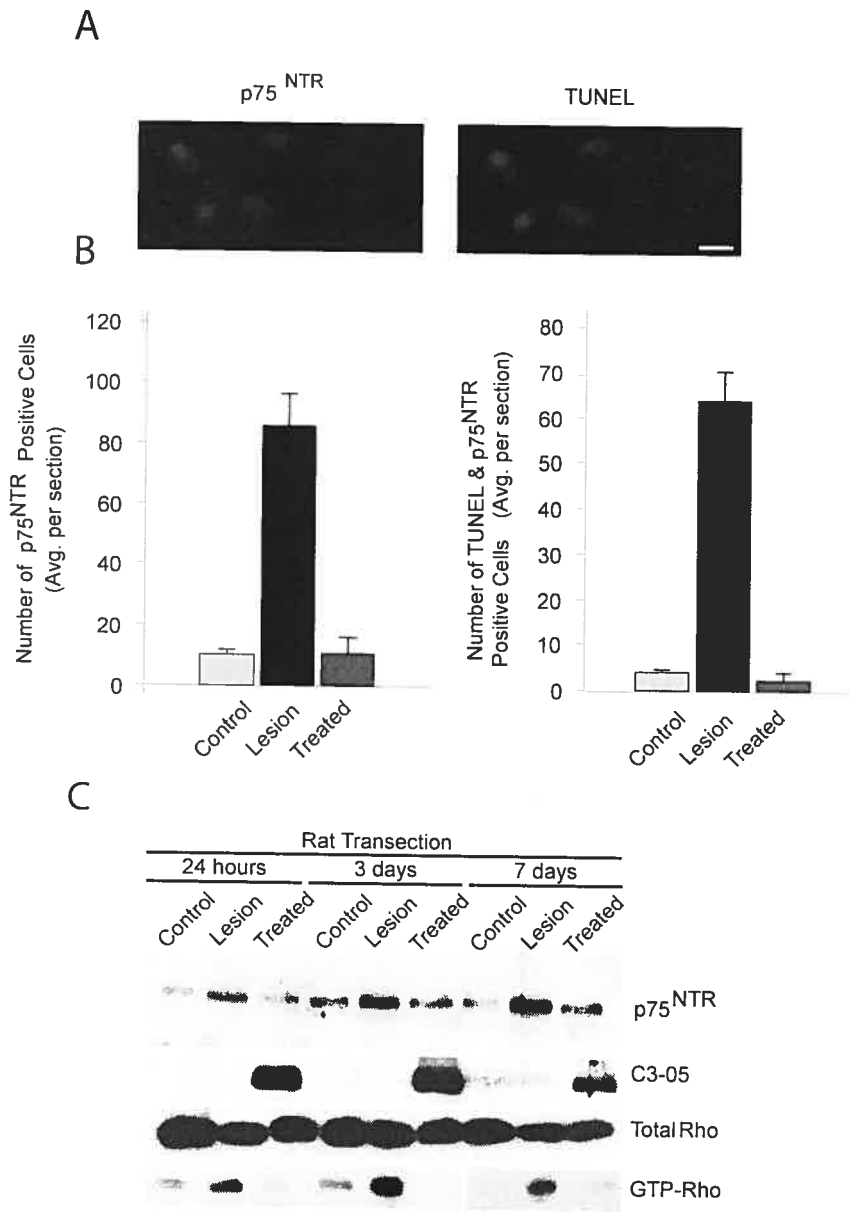 A
p75 NTR
TUNEL
B
Number of p75NTR Positive Cells
(Avg. per section)
120
100
80
60
40
20
0
Control
Lesion
Treated
Number of TUNEL & p75NTR
Positive Cells (Avg. per section)
80
70
60
50
40
30
20
10
0
Control
Lesion
Treated
C
Rat Transection
24 hours
3 days
7 days
Control
Lesion
Treated
Control
Lesion
Treated
Control
Lesion
Treated
p75NTR
C3-05
Total Rho
GTP-Rho